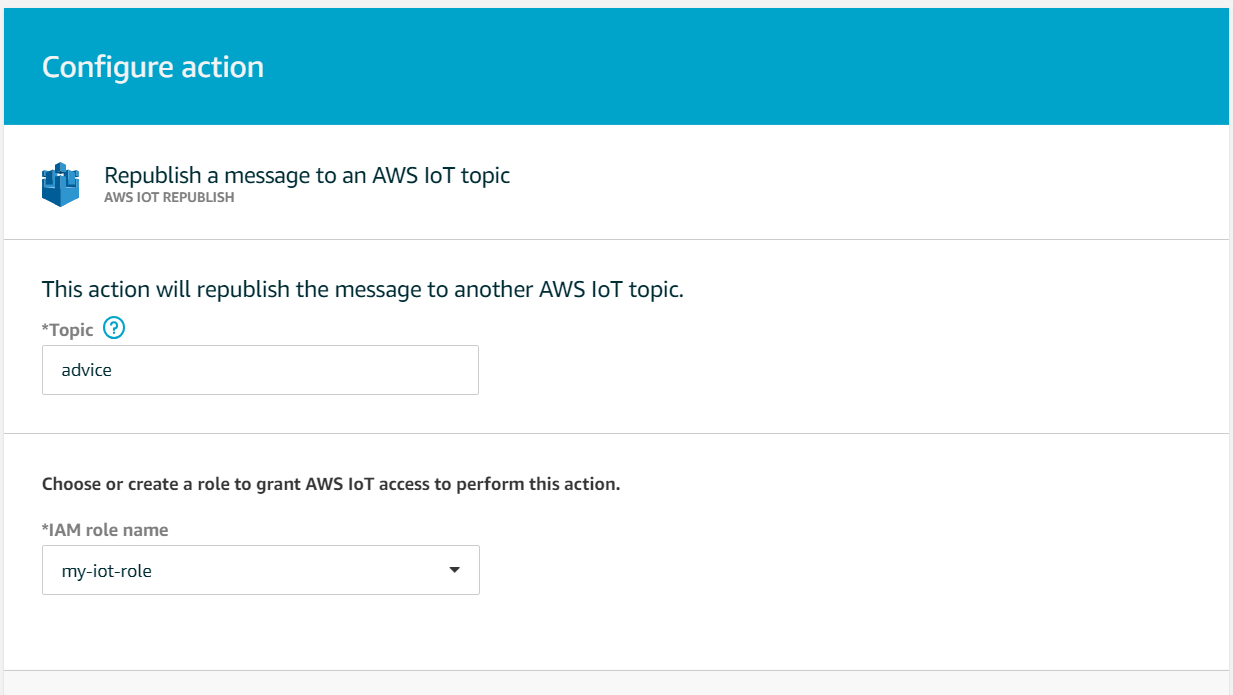 Configure action
Republish a message to an AWS IoT topic
AWS IOT REPUBLISH
This action will republish the message to another AWS IoT topic.
*Topic ?
advice
Choose or create a role to grant AWS IoT access to perform this action.
*IAM role name
my-iot-role